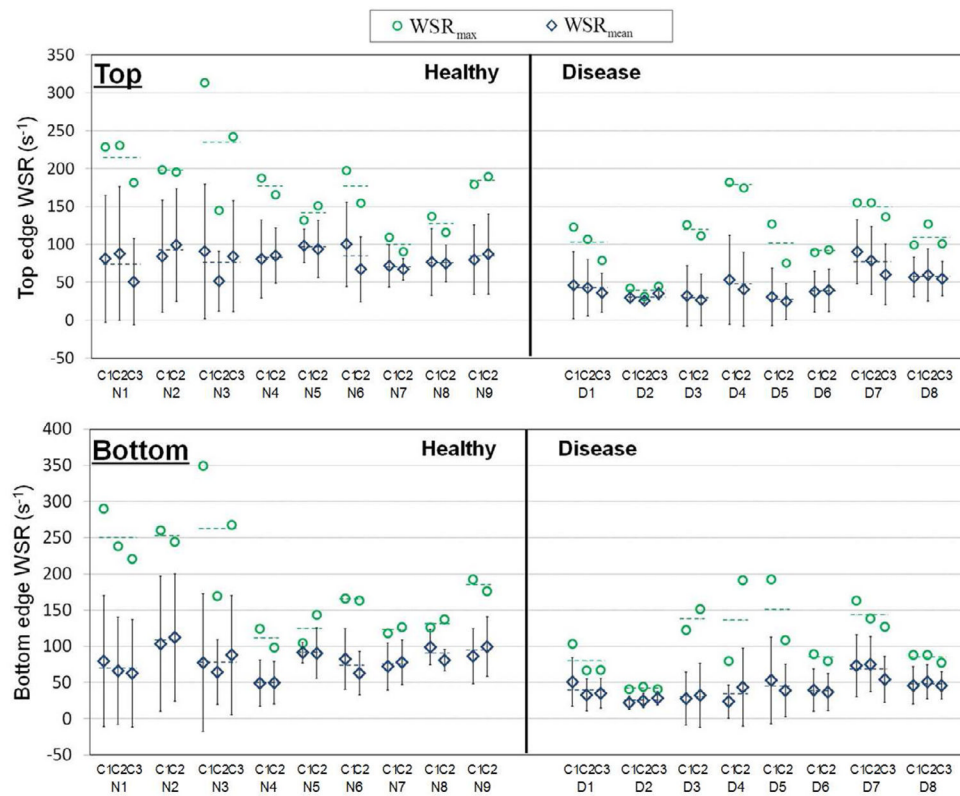 WSRmax WSRmean
Top Healthy Disease
Top edge WSR (s-1)
350
300
250
200
150
100
50
0
-50
C1C2C3 C1C2 C1C2C3 C1C2 C1C2 C1C2 C1C2 C1C2 C1C2 C1C2C3 C1C2C3 C1C2 C1C2 C1C2 C1C2 C1C2C3 C1C2C3
N1 N2 N3 N4 N5 N6 N7 N8 N9 D1 D2 D3 D4 D5 D6 D7 D8
Bottom Healthy Disease
Bottom edge WSR (s-1)
400
350
300
250
200
150
100
50
0
-50
C1C2C3 C1C2 C1C2C3 C1C2 C1C2 C1C2 C1C2 C1C2 C1C2 C1C2C3 C1C2C3 C1C2 C1C2 C1C2 C1C2 C1C2C3 C1C2C3
N1 N2 N3 N4 N5 N6 N7 N8 N9 D1 D2 D3 D4 D5 D6 D7 D8